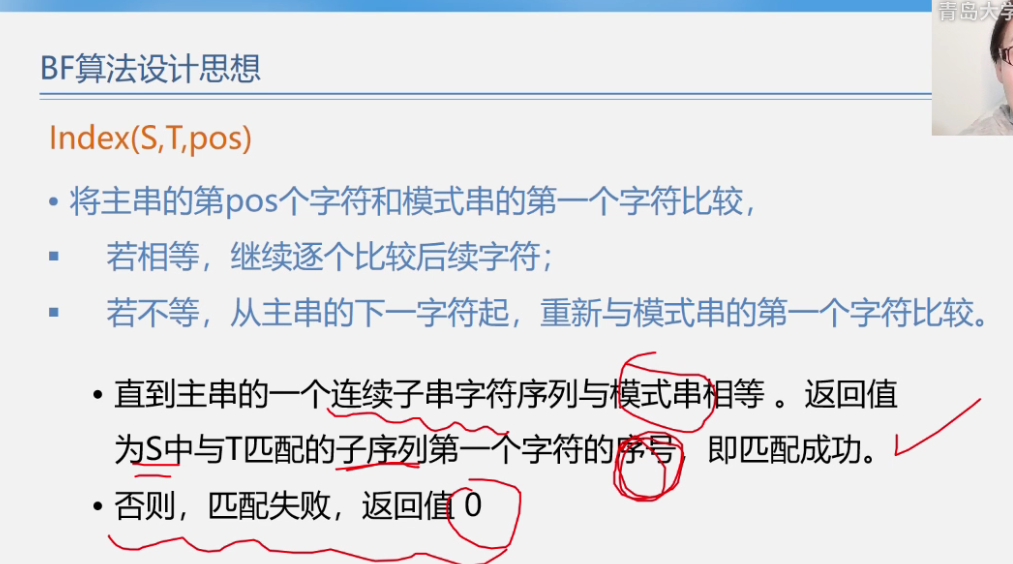 青岛大学
BF算法设计思想
Index(S,T,pos)
• 将主串的第pos个字符和模式串的第一个字符比较，
▪ 若相等，继续逐个比较后续字符；
▪ 若不等，从主串的下一字符起，重新与模式串的第一个字符比较。
• 直到主串的一个连续子串字符序列与模式串相等 。返回值
为S中与T匹配的子序列第一个字符的序号，即匹配成功。
• 否则，匹配失败，返回值 0